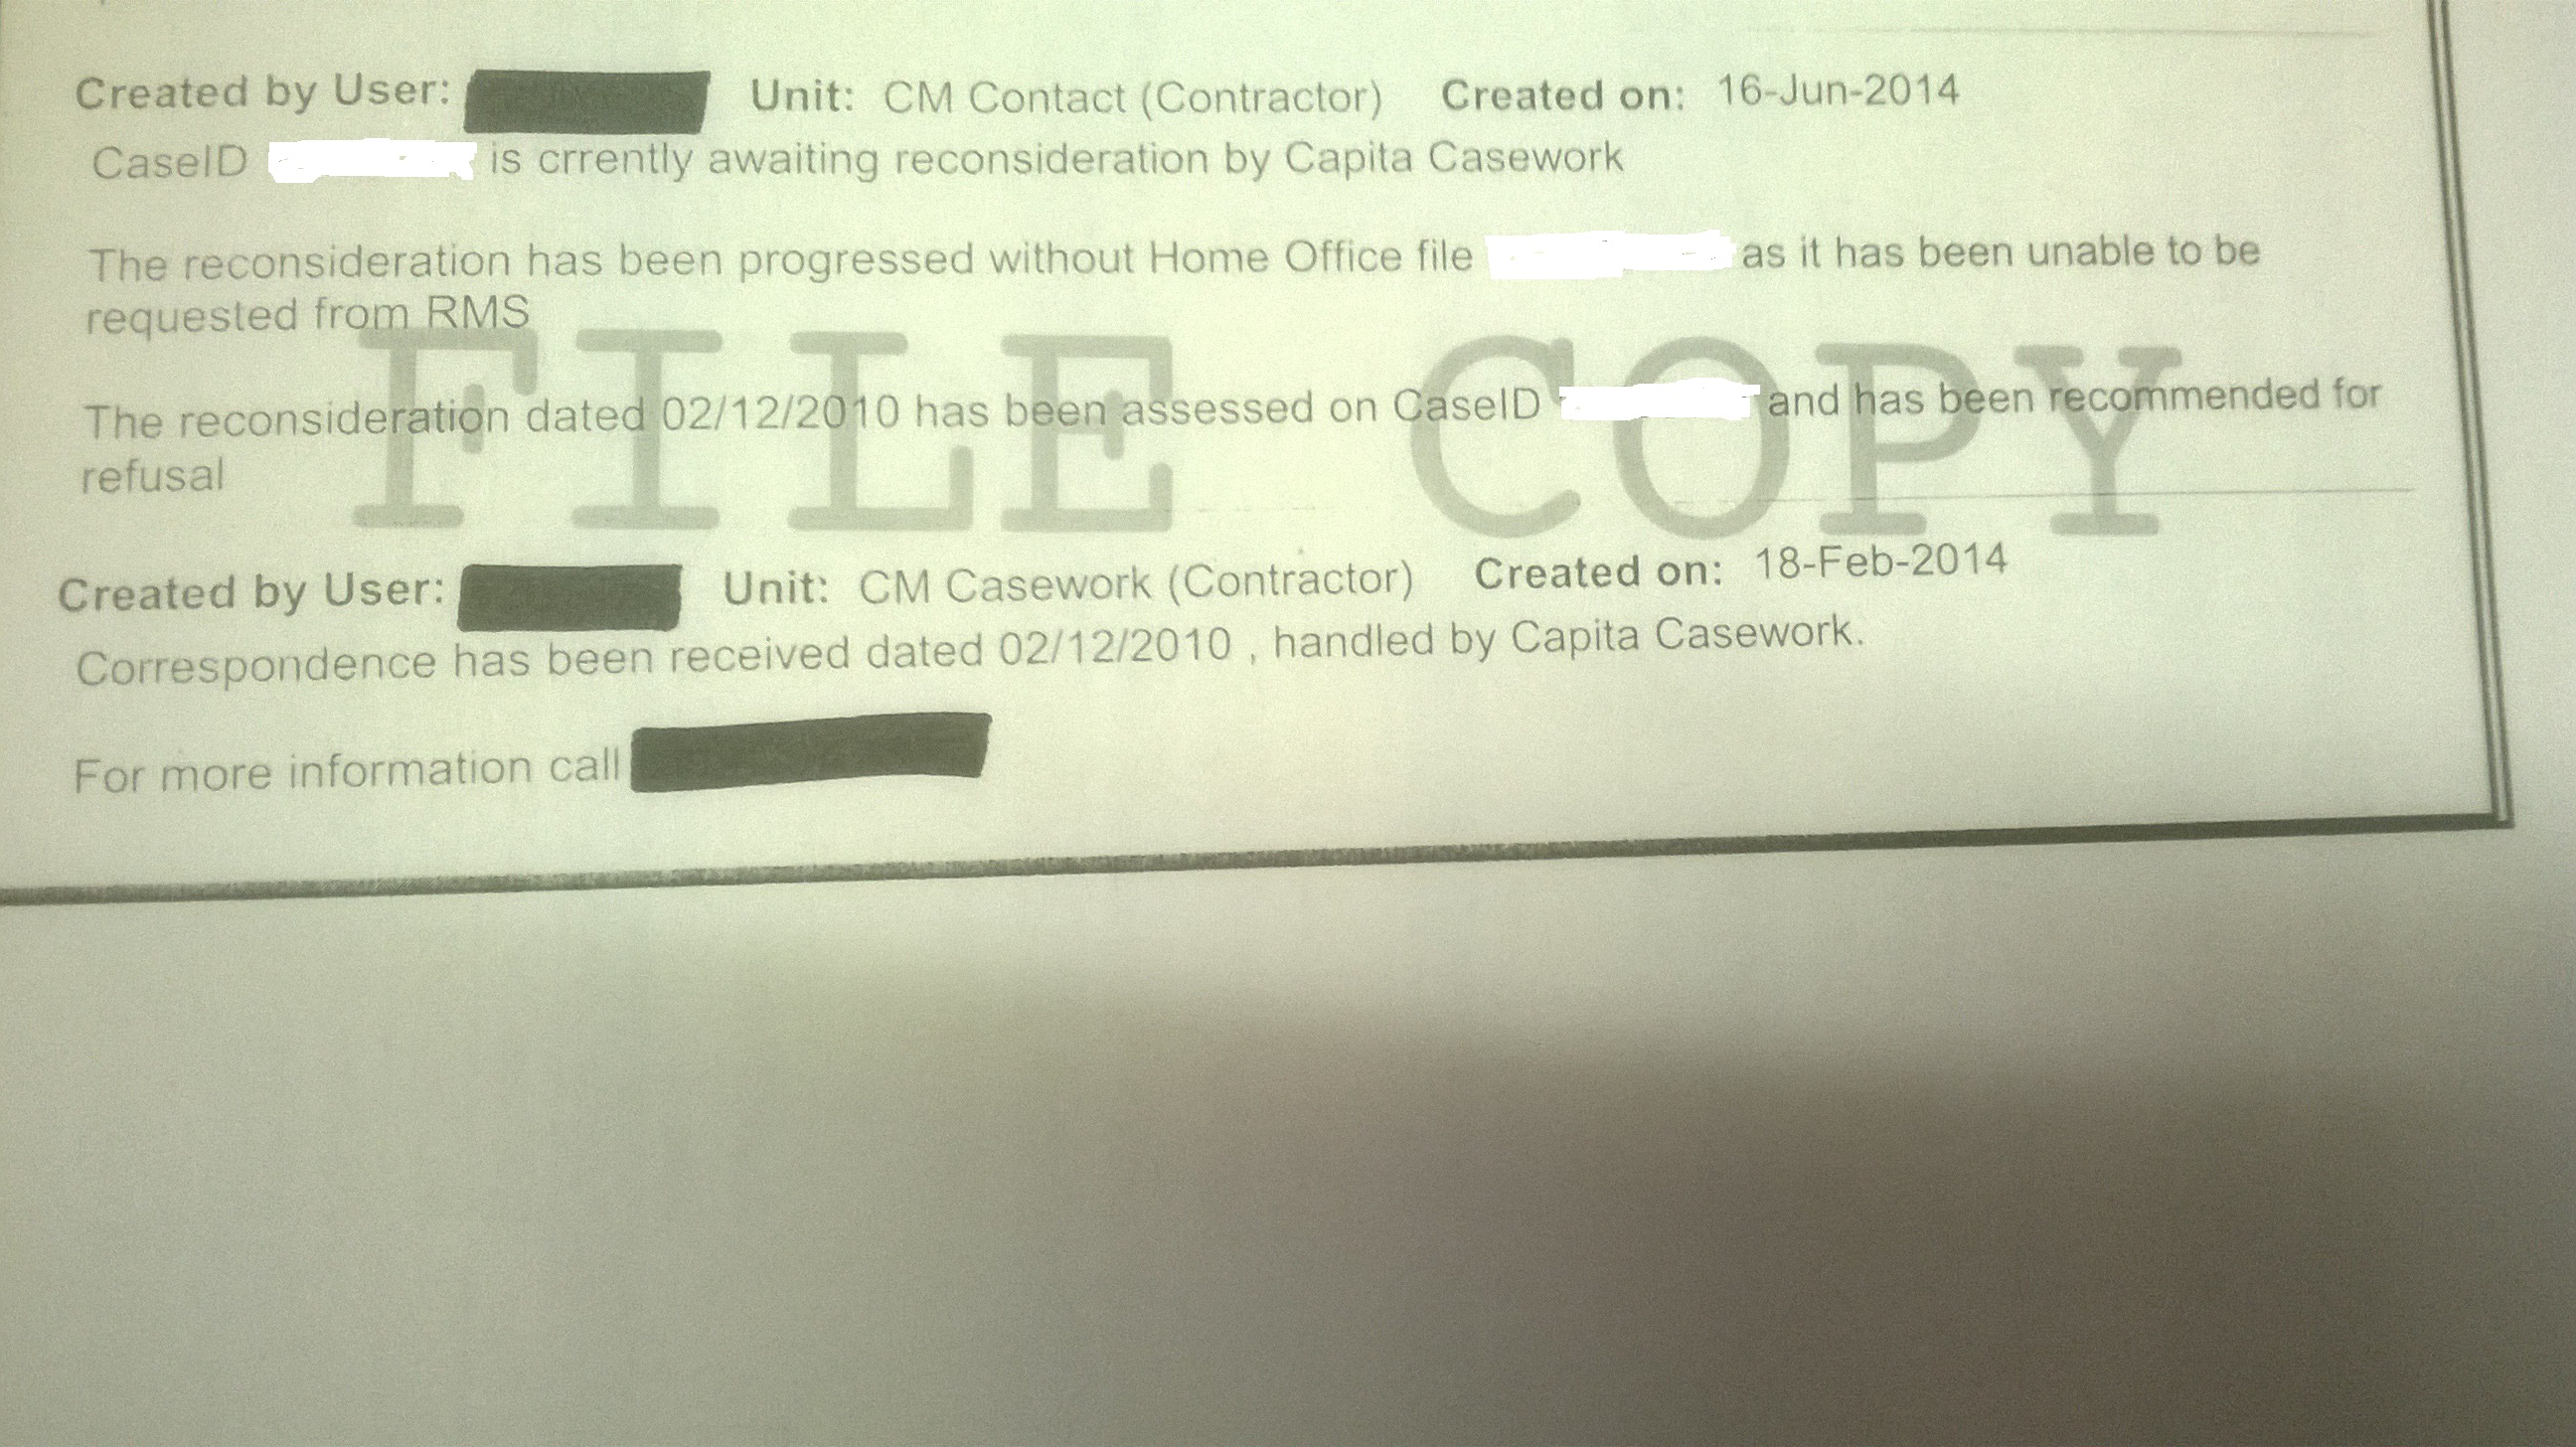 Created by User: Unit: CM Contact (Contractor) Created on: 16-Jun-2014
CaseID is crrently awaiting reconsideration by Capita Casework
The reconsideration has been progressed without Home Office file as it has been unable to be
requested from RMS
FILE COPY
The reconsideration dated 02/12/2010 has been assessed on CaseID and has been recommended for
refusal
Created by User: Unit: CM Casework (Contractor) Created on: 18-Feb-2014
Correspondence has been received dated 02/12/2010 , handled by Capita Casework.
For more information call